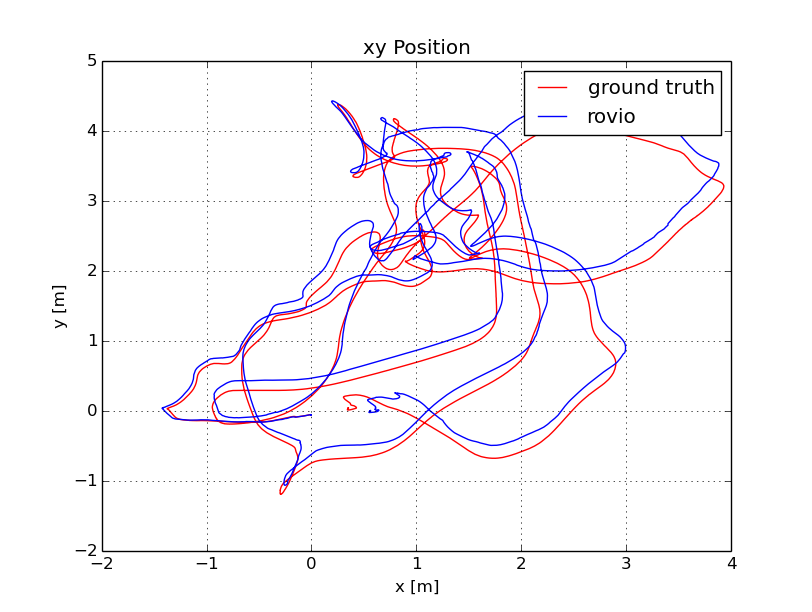 xy Position
ground truth
rovio
5
4
3
2
1
0
−1
−2
y [m]
−2 −1 0 1 2 3 4
x [m]